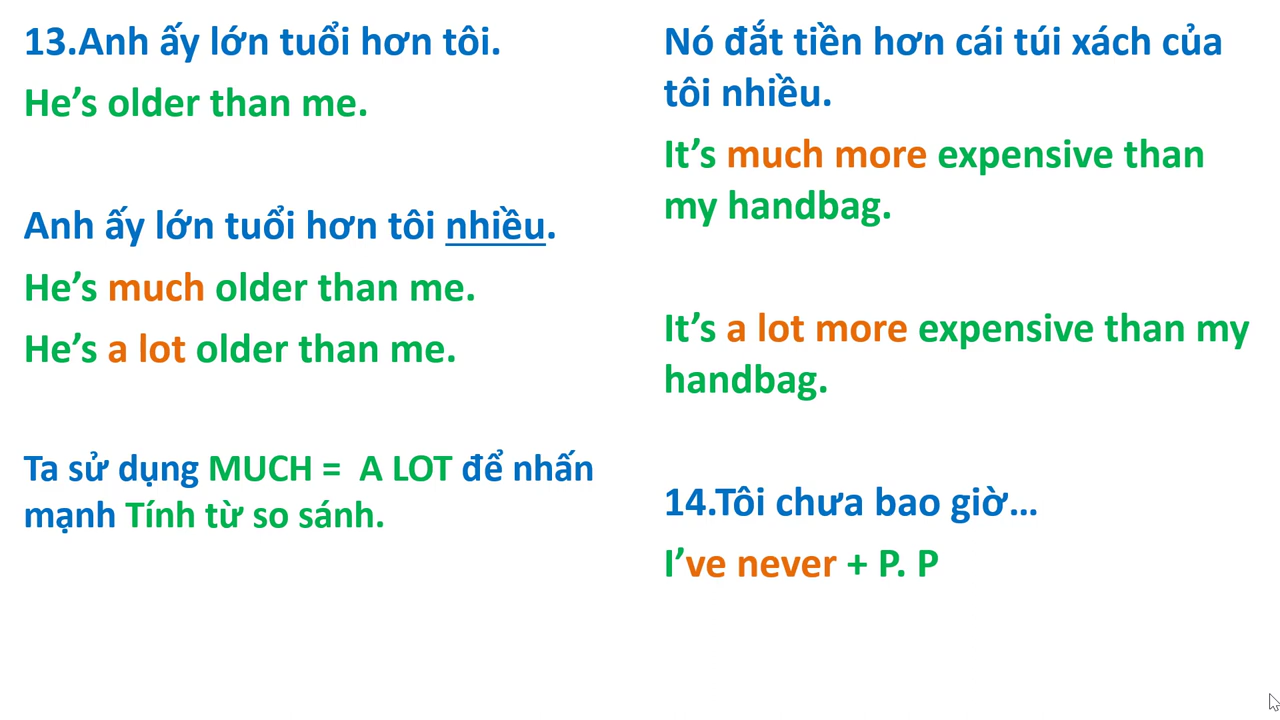 13.Anh ấy lớn tuổi hơn tôi.
He’s older than me.
Anh ấy lớn tuổi hơn tôi nhiều.
He’s much older than me.
He’s a lot older than me.
Ta sử dụng MUCH = A LOT để nhấn
mạnh Tính từ so sánh.
Nó đắt tiền hơn cái túi xách của
tôi nhiều.
It’s much more expensive than
my handbag.
It’s a lot more expensive than my
handbag.
14.Tôi chưa bao giờ...
I’ve never + P. P